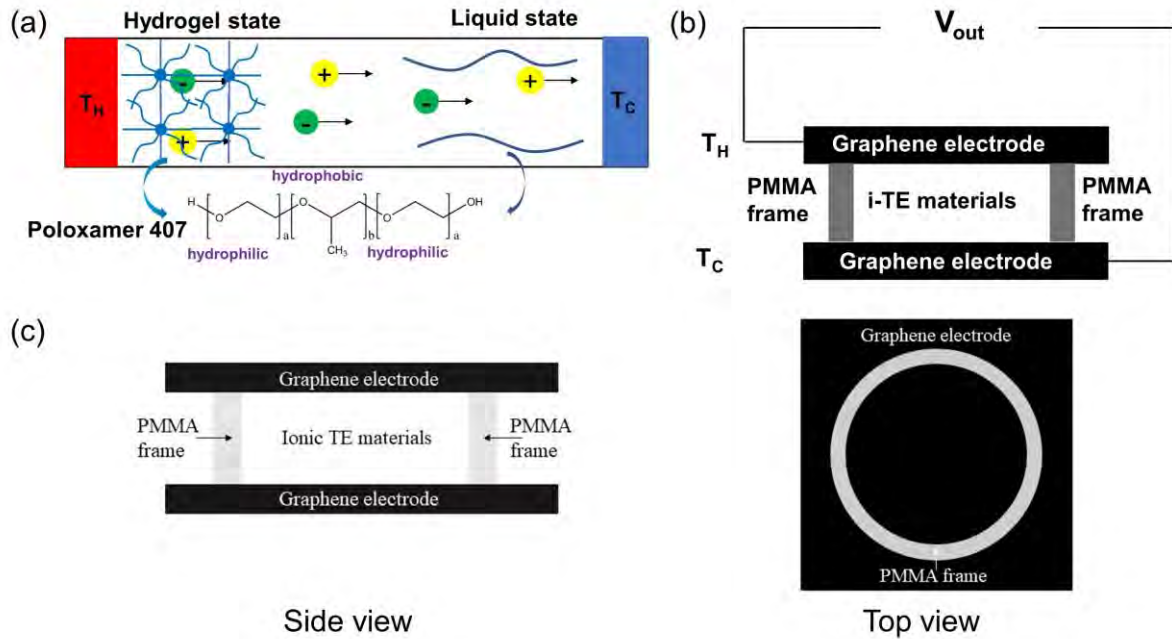 (a)
Hydrogel state
Liquid state
T_H
-
+
+
-
-
+
T_C
hydrophobic
H
O
a
O
CH3
b
O
a
OH
Poloxamer 407
hydrophilic
hydrophilic
(b)
V_out
T_H
Graphene electrode
PMMA
frame
i-TE materials
PMMA
frame
T_C
Graphene electrode
(c)
Graphene electrode
PMMA
frame
Ionic TE materials
PMMA
frame
Graphene electrode
Side view
Graphene electrode
PMMA frame
Top view